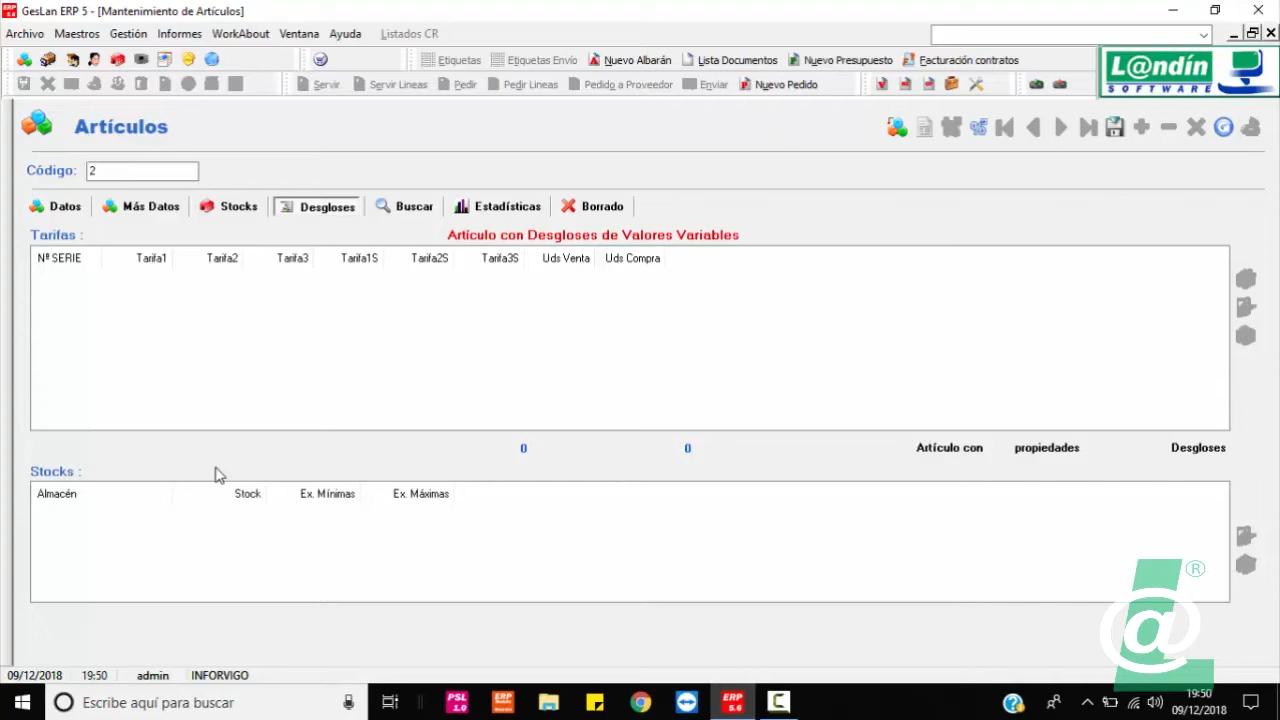 GesLan ERP 5 - [Mantenimiento de Artículos]
Archivo Maestros Gestión Informes WorkAbout Ventana Ayuda Listados CR
Etiquetas Etiquetas Envío Nuevo Albarán Lista Documentos Nuevo Presupuesto Facturación contratos
Servir Servir Lineas Pedir Pedir Lineas Pedido a Proveedor Enviar Nuevo Pedido
L@ndín
SOFTWARE
Artículos
Código: 2
Datos Más Datos Stocks Desgloses Buscar Estadísticas Borrado
Tarifas : Artículo con Desgloses de Valores Variables
Nº SERIE Tarifa1 Tarifa2 Tarifa3 Tarifa1S Tarifa2S Tarifa3S Uds Venta Uds Compra
0 0 Artículo con propiedades Desgloses
Stocks :
Almacén Stock Ex. Mínimas Ex. Máximas
L@ ®
09/12/2018 19:50 admin INFORVIGO
Escribe aquí para buscar
PSL 1.0
ERP
ERP 5.6
19:50
09/12/2018